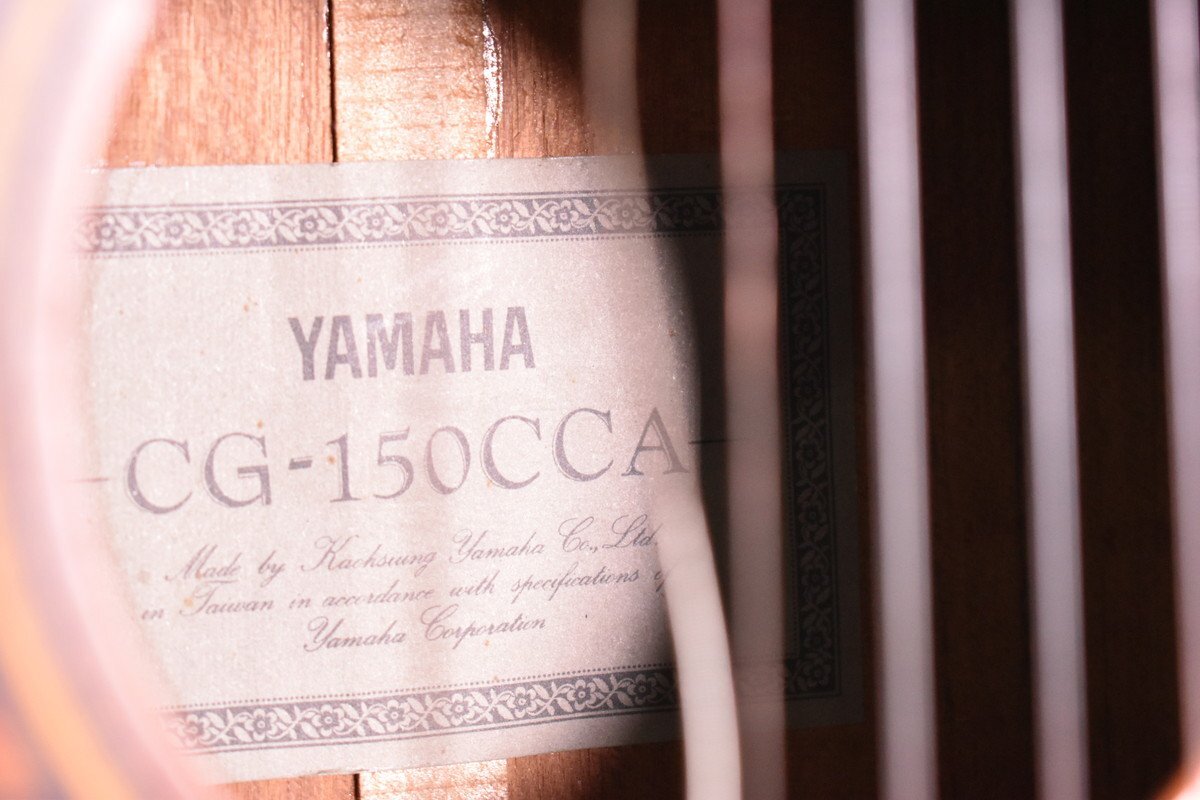 YAMAHA
CG-150CCA
Made by Kaohsiung Yamaha Co., Ltd.
in Taiwan in accordance with specifications of
Yamaha Corporation